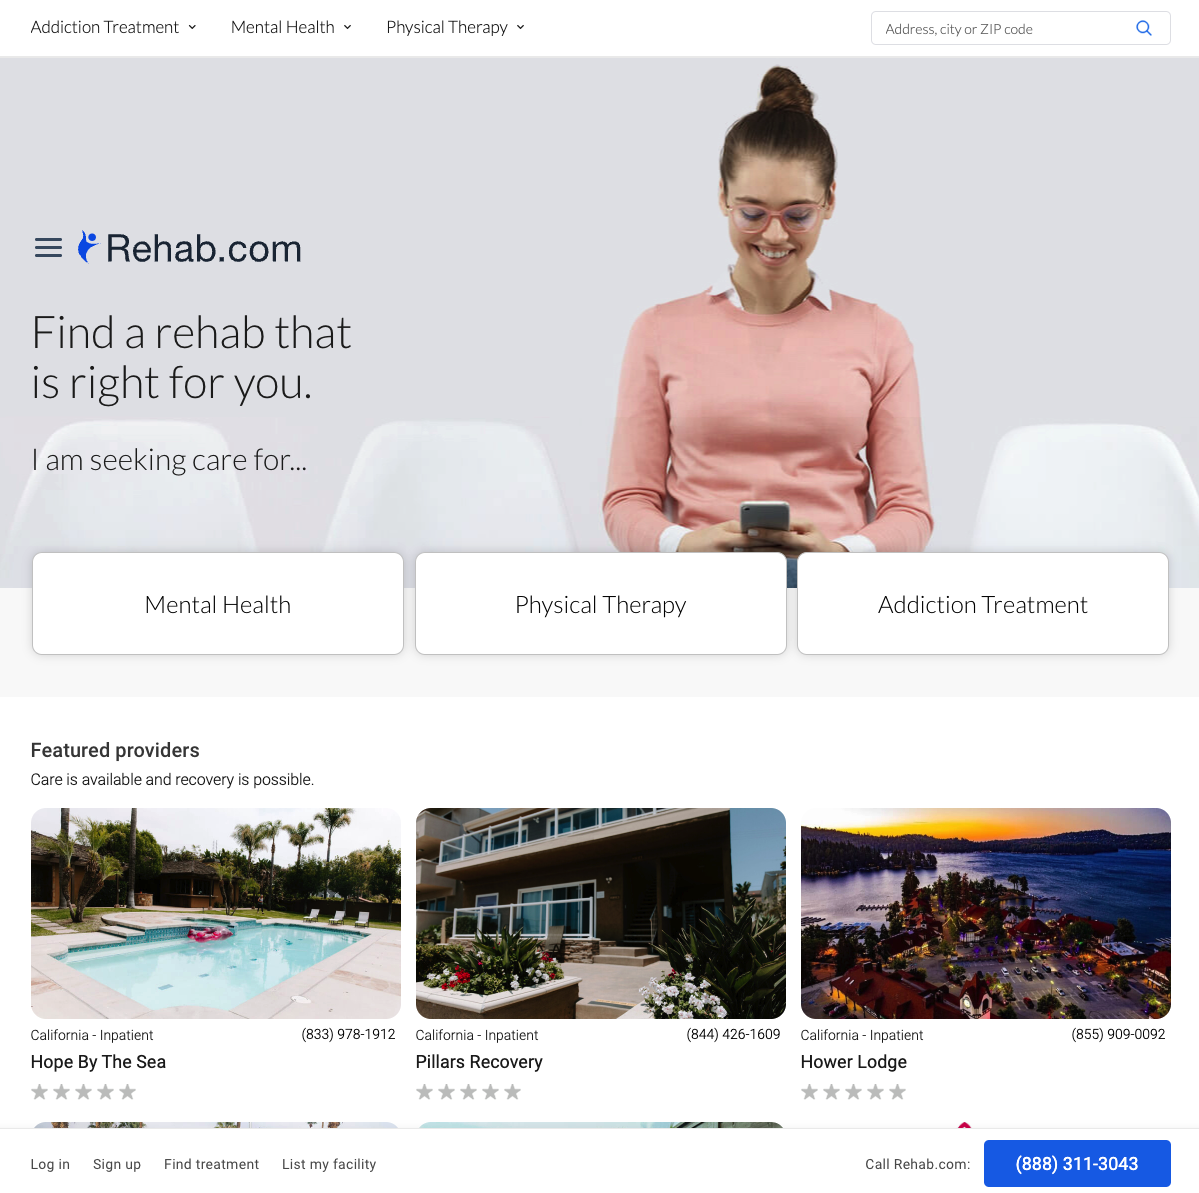 Addiction Treatment
Mental Health
Physical Therapy
Address, city or ZIP code
Rehab.com
Find a rehab that
is right for you.
I am seeking care for...
Mental Health
Physical Therapy
Addiction Treatment
Featured providers
Care is available and recovery is possible.
California - Inpatient
(833) 978-1912
Hope By The Sea
California - Inpatient
(844) 426-1609
Pillars Recovery
California - Inpatient
(855) 909-0092
Hower Lodge
Log in
Sign up
Find treatment
List my facility
Call Rehab.com:
(888) 311-3043